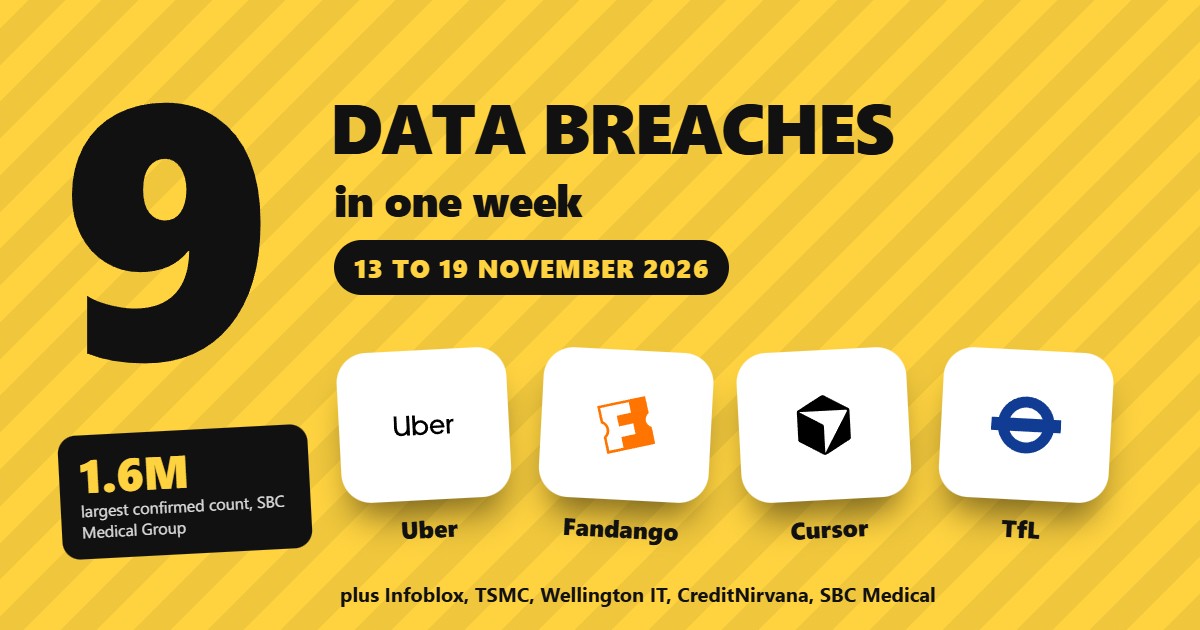 9
DATA BREACHES
in one week
13 TO 19 NOVEMBER 2026
1.6M
largest confirmed count, SBC
Medical Group
Uber
F
Uber
Fandango
Cursor
TfL
plus Infoblox, TSMC, Wellington IT, CreditNirvana, SBC Medical